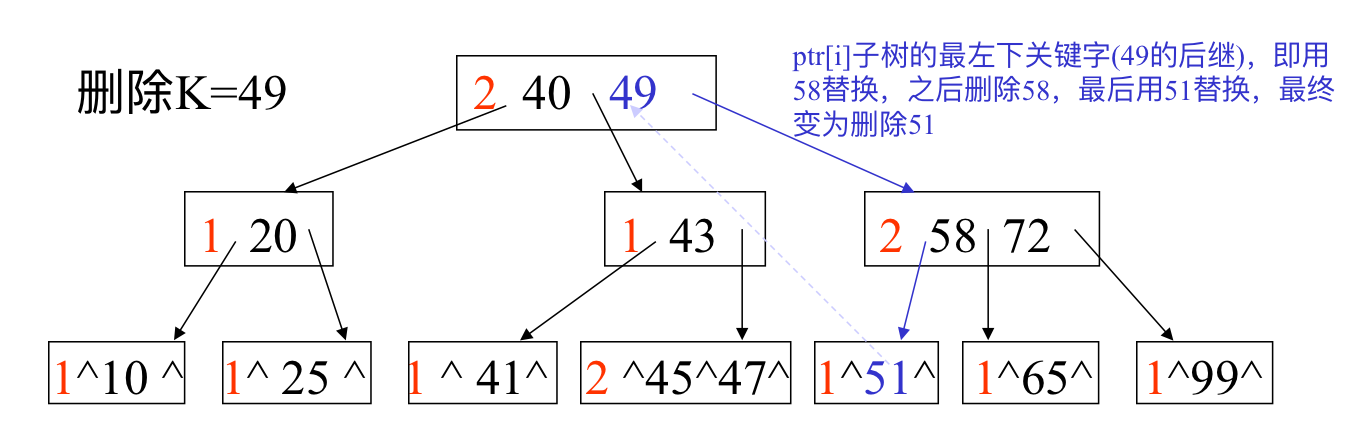 ptr[i]子树的最左下关键字(49的后继)，即用
58替换，之后删除58，最后用51替换，最终
变为删除51
删除K=49
2 40 49
1 20
1 43
2 58 72
1^10 ^
1^ 25 ^
1 ^ 41^
2 ^45^47^
1^51^
1^65^
1^99^